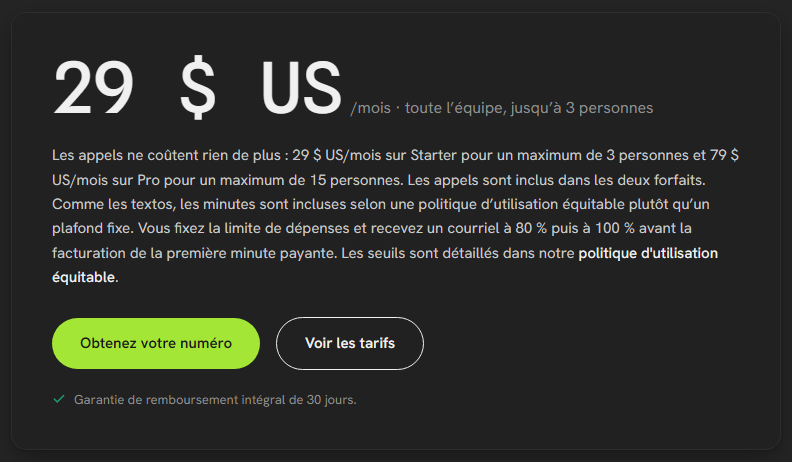 29 $ US /mois · toute l’équipe, jusqu’à 3 personnes
Les appels ne coûtent rien de plus : 29 $ US/mois sur Starter pour un maximum de 3 personnes et 79 $
US/mois sur Pro pour un maximum de 15 personnes. Les appels sont inclus dans les deux forfaits.
Comme les textos, les minutes sont incluses selon une politique d’utilisation équitable plutôt qu’un
plafond fixe. Vous fixez la limite de dépenses et recevez un courriel à 80 % puis à 100 % avant la
facturation de la première minute payante. Les seuils sont détaillés dans notre politique d'utilisation
équitable.
Obtenez votre numéro
Voir les tarifs
Garantie de remboursement intégral de 30 jours.